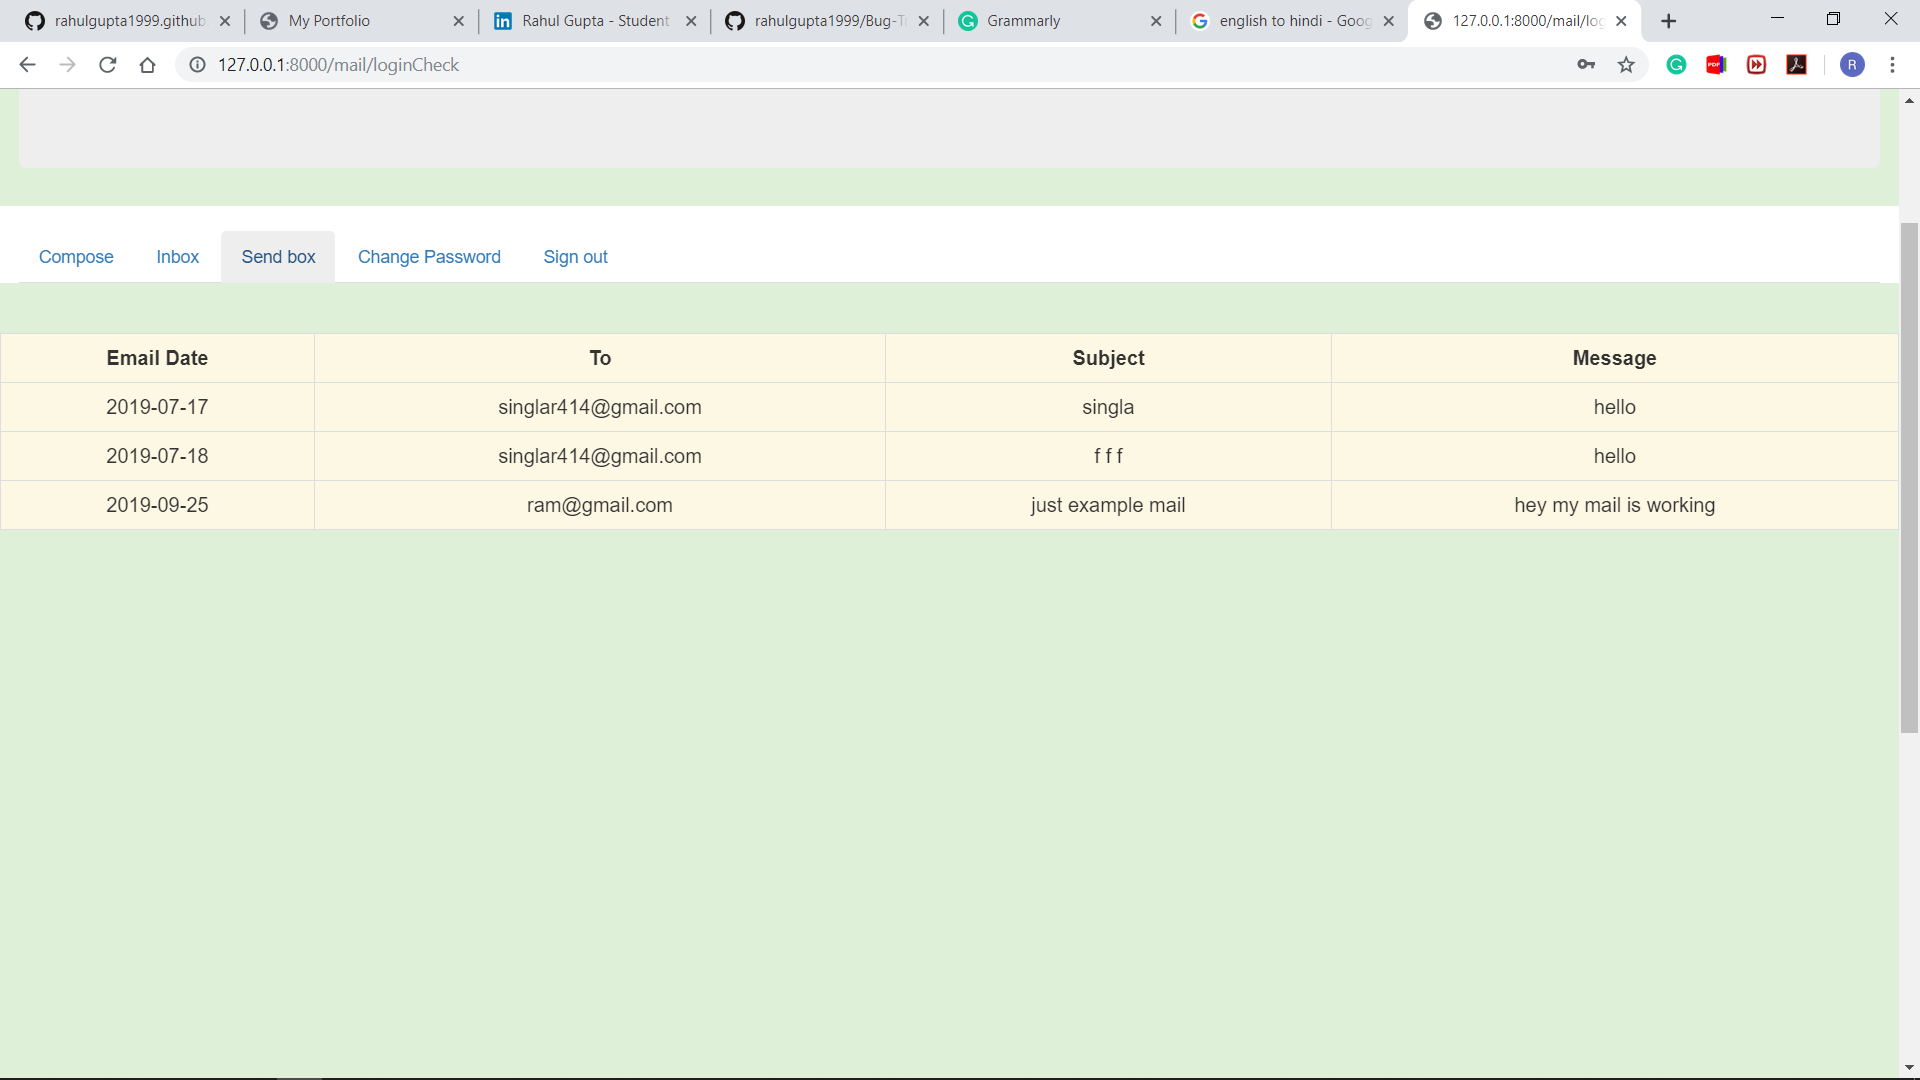 rahulgupta1999.github
My Portfolio
Rahul Gupta - Student
rahulgupta1999/Bug-T
Grammarly
english to hindi - Goog
127.0.0.1:8000/mail/log
127.0.0.1:8000/mail/loginCheck
PDF
R
Compose Inbox Send box Change Password Sign out
Email Date To Subject Message
2019-07-17 singlar414@gmail.com singla hello
2019-07-18 singlar414@gmail.com f f f hello
2019-09-25 ram@gmail.com just example mail hey my mail is working